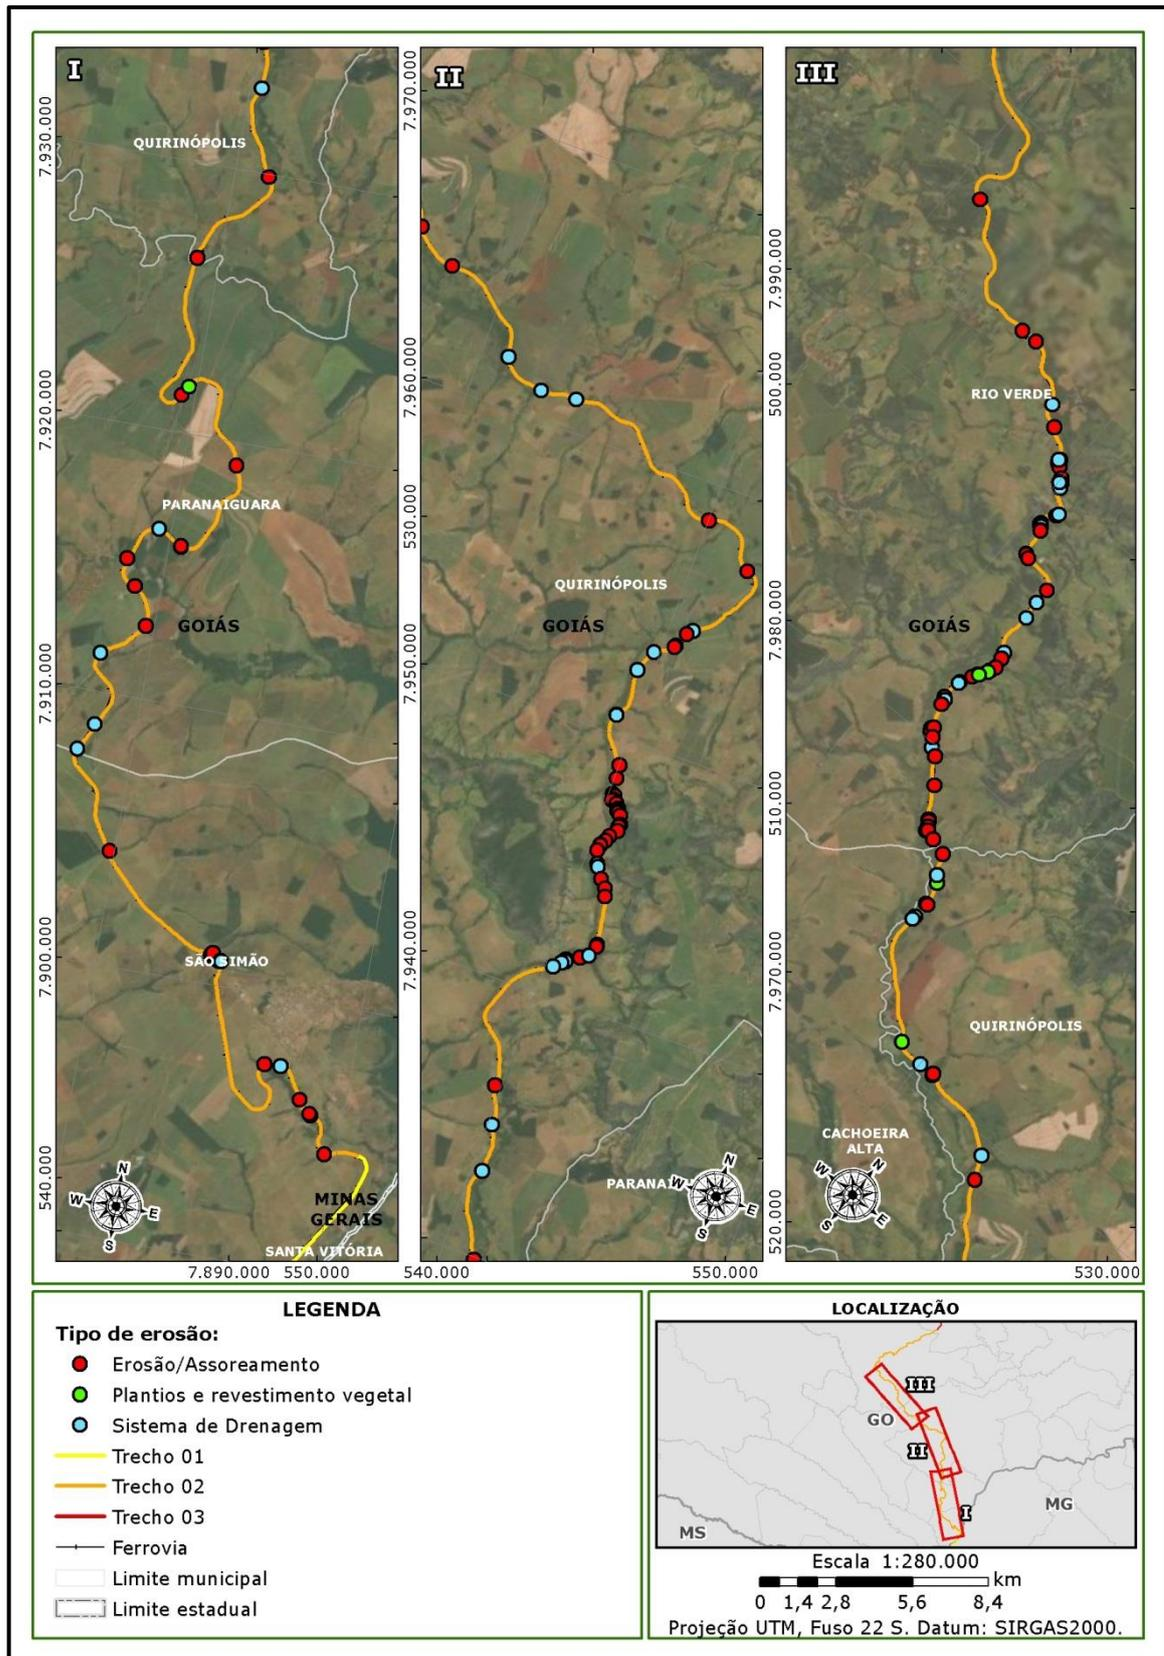 I
QUIRINÓPOLIS
PARANAIGUARA
GOIÁS
SÃO SIMÃO
MINAS
GERAIS
SANTA VITÓRIA
7.930.000
7.920.000
7.910.000
7.900.000
540.000
7.890.000
550.000
N
W
E
S
II
7.970.000
7.960.000
530.000
7.950.000
7.940.000
QUIRINÓPOLIS
GOIÁS
540.000
550.000
N
W
E
S
III
7.990.000
500.000
7.980.000
510.000
7.970.000
520.000
RIO VERDE
GOIÁS
QUIRINÓPOLIS
CACHOEIRA
ALTA
530.000
N
W
E
S
LEGENDA
Tipo de erosão:
Erosão/Assoreamento
Plantios e revestimento vegetal
Sistema de Drenagem
Trecho 01
Trecho 02
Trecho 03
Ferrovia
Limite municipal
Limite estadual
LOCALIZAÇÃO
III
GO
II
I
MG
MS
Escala 1:280.000
km
0 1,4 2,8 5,6 8,4
Projeção UTM, Fuso 22 S. Datum: SIRGAS2000.